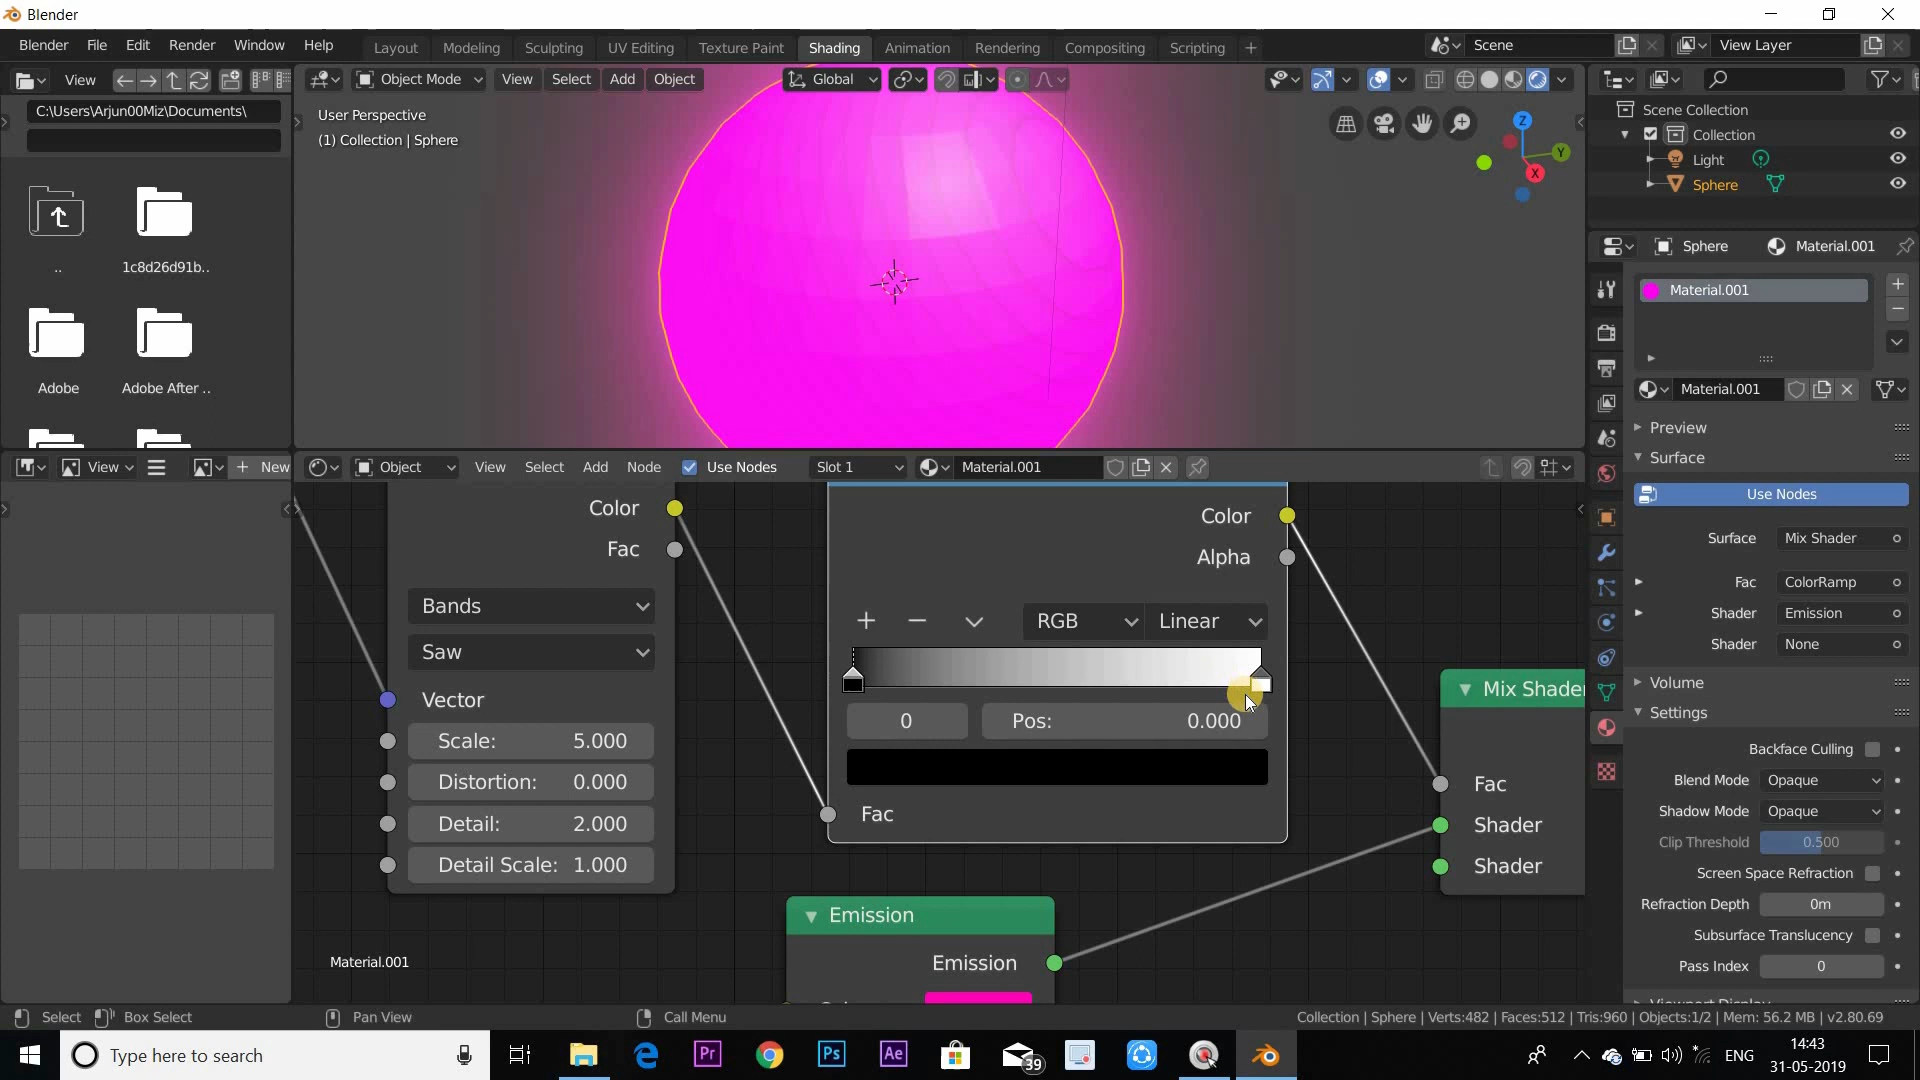 Blender
Blender File Edit Render Window Help
Layout Modeling Sculpting UV Editing Texture Paint Shading Animation Rendering Compositing Scripting +
Scene
View Layer
View
Object Mode View Select Add Object
Global
C:\Users\Arjun00Miz\Documents\
..
1c8d26d91b..
Adobe
Adobe After ..
User Perspective
(1) Collection | Sphere
Z
Y
X
Scene Collection
Collection
Light
Sphere
Sphere
Material.001
Material.001
Material.001
Preview
Surface
Use Nodes
Surface Mix Shader
Fac ColorRamp
Shader Emission
Shader None
Volume
Settings
Backface Culling
Blend Mode Opaque
Shadow Mode Opaque
Clip Threshold 0.500
Screen Space Refraction
Refraction Depth 0m
Subsurface Translucency
Pass Index 0
Viewport Display
View
+ New
Object View Select Add Node Use Nodes Slot 1 Material.001
Color
Fac
Bands
Saw
Vector
Scale: 5.000
Distortion: 0.000
Detail: 2.000
Detail Scale: 1.000
Color
Alpha
RGB
Linear
0
Pos: 0.000
Fac
Mix Shader
Fac
Shader
Shader
Emission
Emission
Material.001
Select
Box Select
Pan View
Call Menu
Collection | Sphere | Verts:482 | Faces:512 | Tris:960 | Objects:1/2 | Mem: 56.2 MB | v2.80.69
Type here to search
Pr
Ps
Ae
39
ENG
14:43
31-05-2019